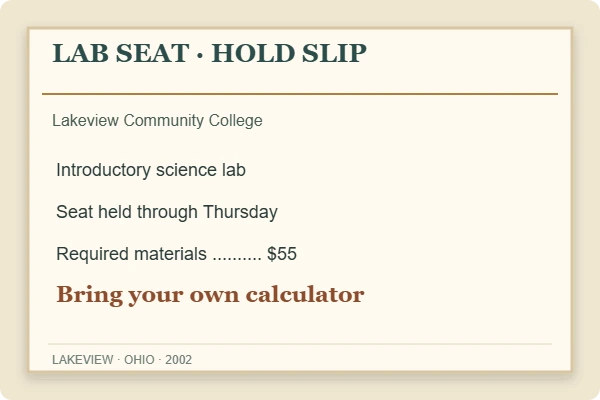 LAB SEAT · HOLD SLIP
Lakeview Community College
Introductory science lab
Seat held through Thursday
Required materials .......... $55
Bring your own calculator
LAKEVIEW · OHIO · 2002